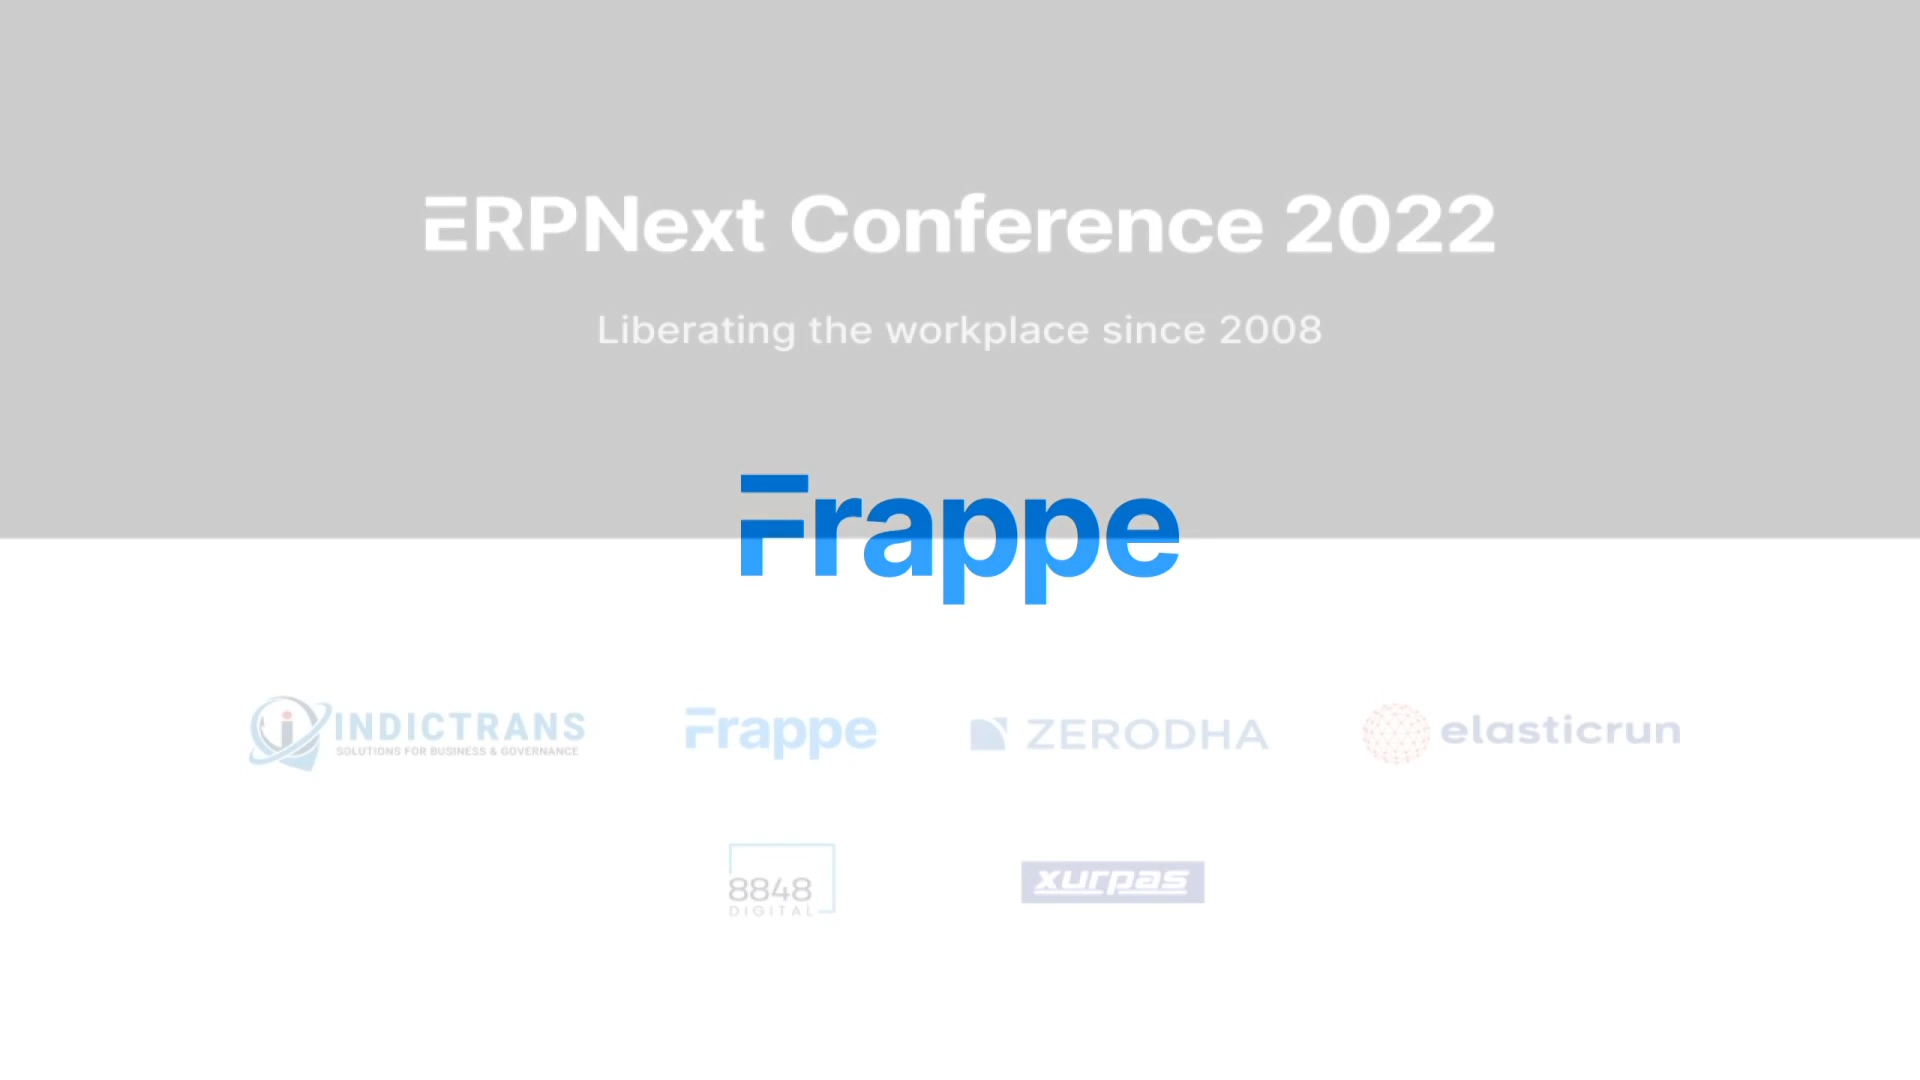 ERPNext Conference 2022
Liberating the workplace since 2008
Frappe
INDICTRANS
SOLUTIONS FOR BUSINESS & GOVERNANCE
Frappe
ZERODHA
elasticrun
8848
DIGITAL
xurpas